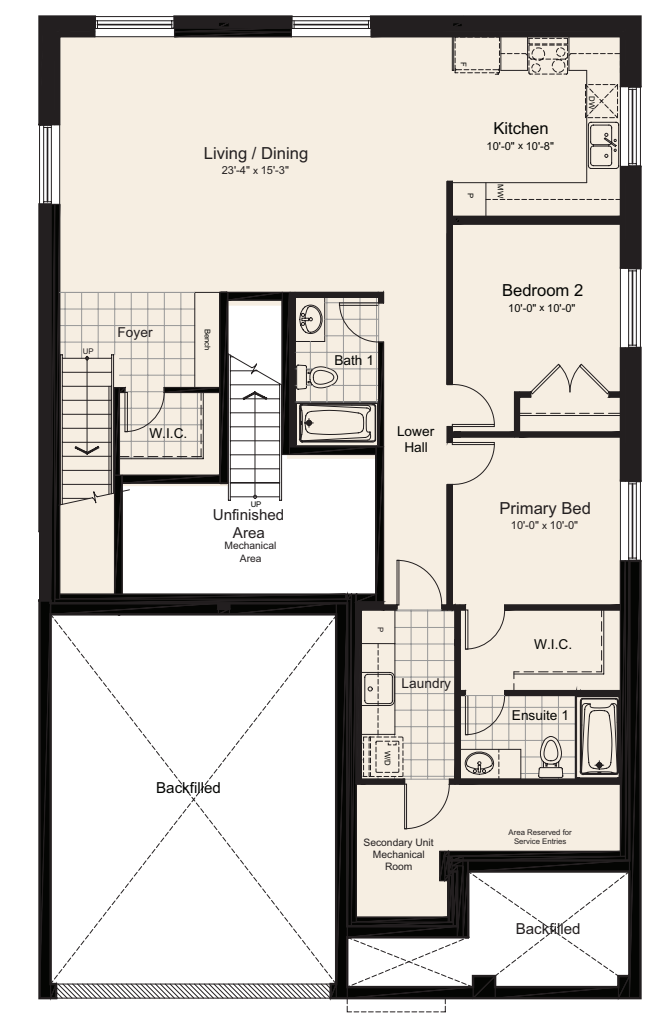 F
DW
Kitchen
10'-0" x 10'-8"
Living / Dining
23'-4" x 15'-3"
P
MW
Bedroom 2
10'-0" x 10'-0"
Foyer
Bench
UP
Bath 1
W.I.C.
Lower
Hall
UP
Unfinished
Area
Mechanical
Area
Primary Bed
10'-0" x 10'-0"
P
W.I.C.
Laundry
Ensuite 1
W/D
Backfilled
Secondary Unit
Mechanical
Room
Area Reserved for
Service Entries
Backfilled